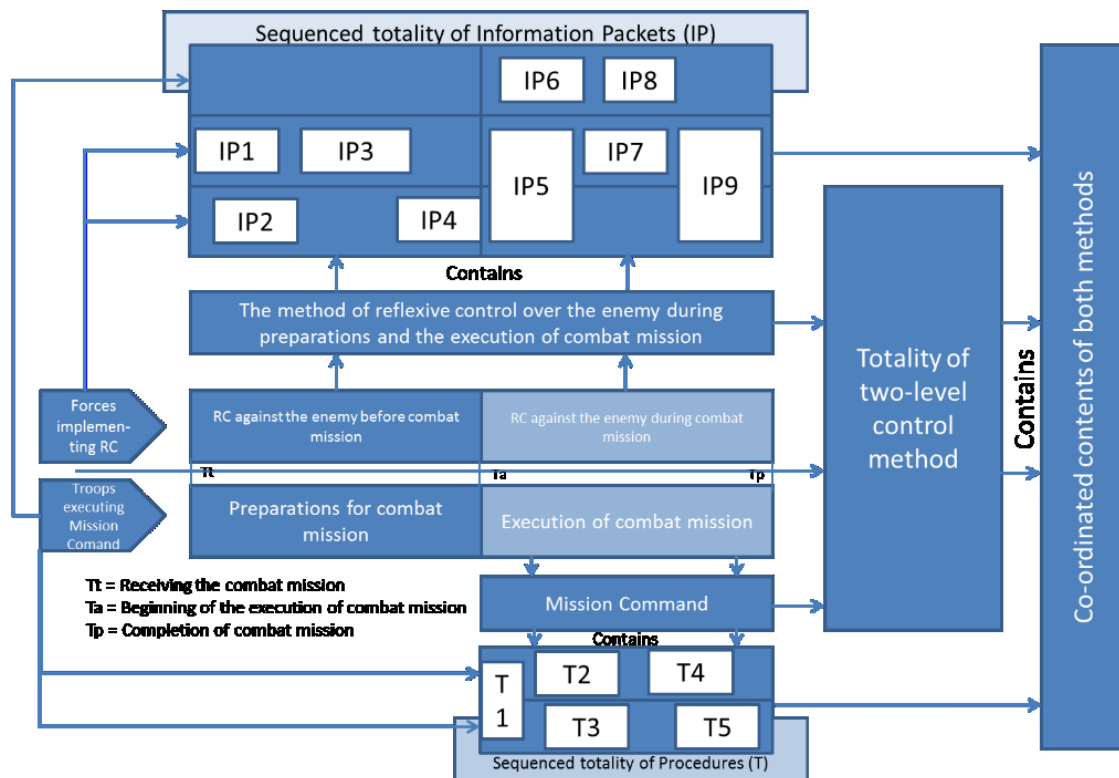 Sequenced totality of Information Packets (IP)
IP6
IP8
IP1
IP3
IP5
IP7
IP9
IP2
IP4
Contains
The method of reflexive control over the enemy during
preparations and the execution of combat mission
Forces
implemen-
ting RC
RC against the enemy before combat
mission
RC against the enemy during combat
mission
Tt
Ta
Tp
Troops
executing
Mission
Comand
Preparations for combat
mission
Execution of combat mission
Tt = Receiving the combat mission
Ta = Beginning of the execution of combat mission
Tp = Completion of combat mission
Mission Command
Contains
T
1
T2
T4
T3
T5
Sequenced totality of Procedures (T)
Totality of
two-level
control
method
Contains
Co-ordinated contents of both methods